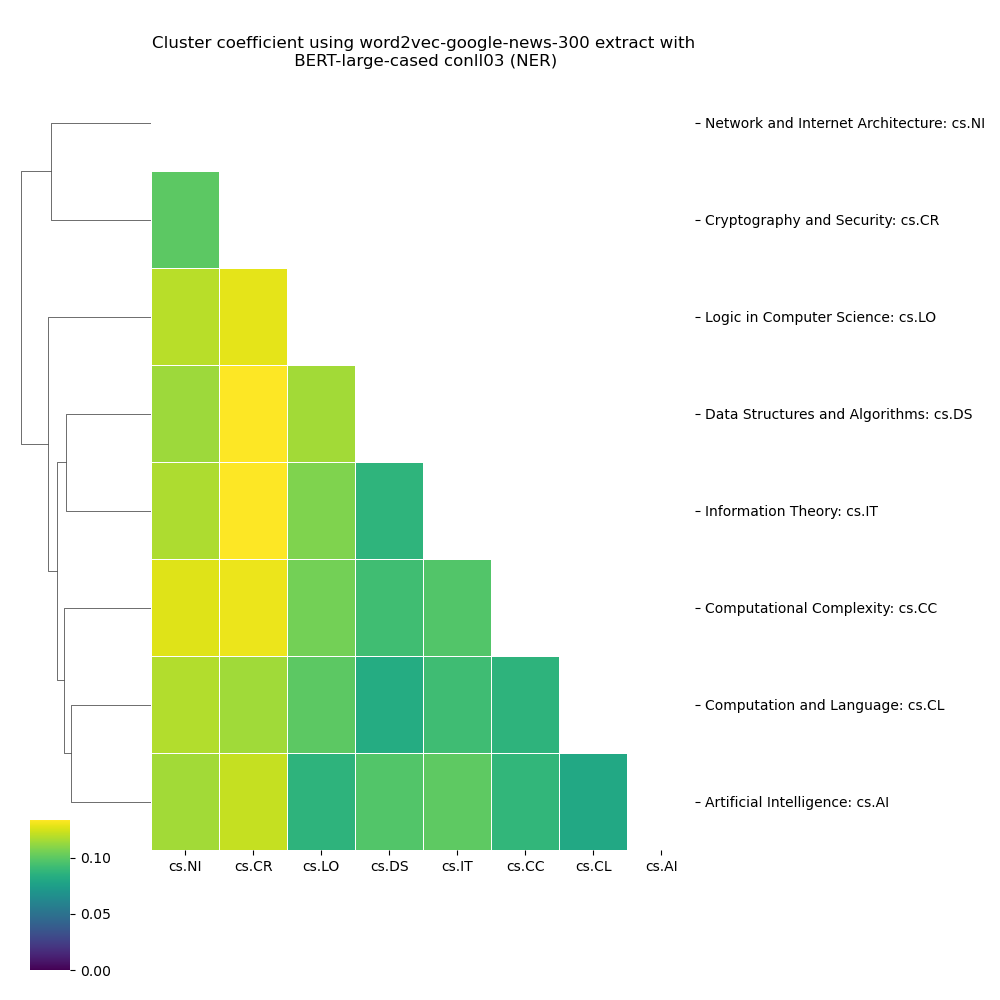 Cluster coefficient using word2vec-google-news-300 extract with
BERT-large-cased conll03 (NER)
Network and Internet Architecture: cs.NI
Cryptography and Security: cs.CR
Logic in Computer Science: cs.LO
Data Structures and Algorithms: cs.DS
Information Theory: cs.IT
Computational Complexity: cs.CC
Computation and Language: cs.CL
Artificial Intelligence: cs.AI
cs.NI cs.CR cs.LO cs.DS cs.IT cs.CC cs.CL cs.AI
0.10
0.05
0.00